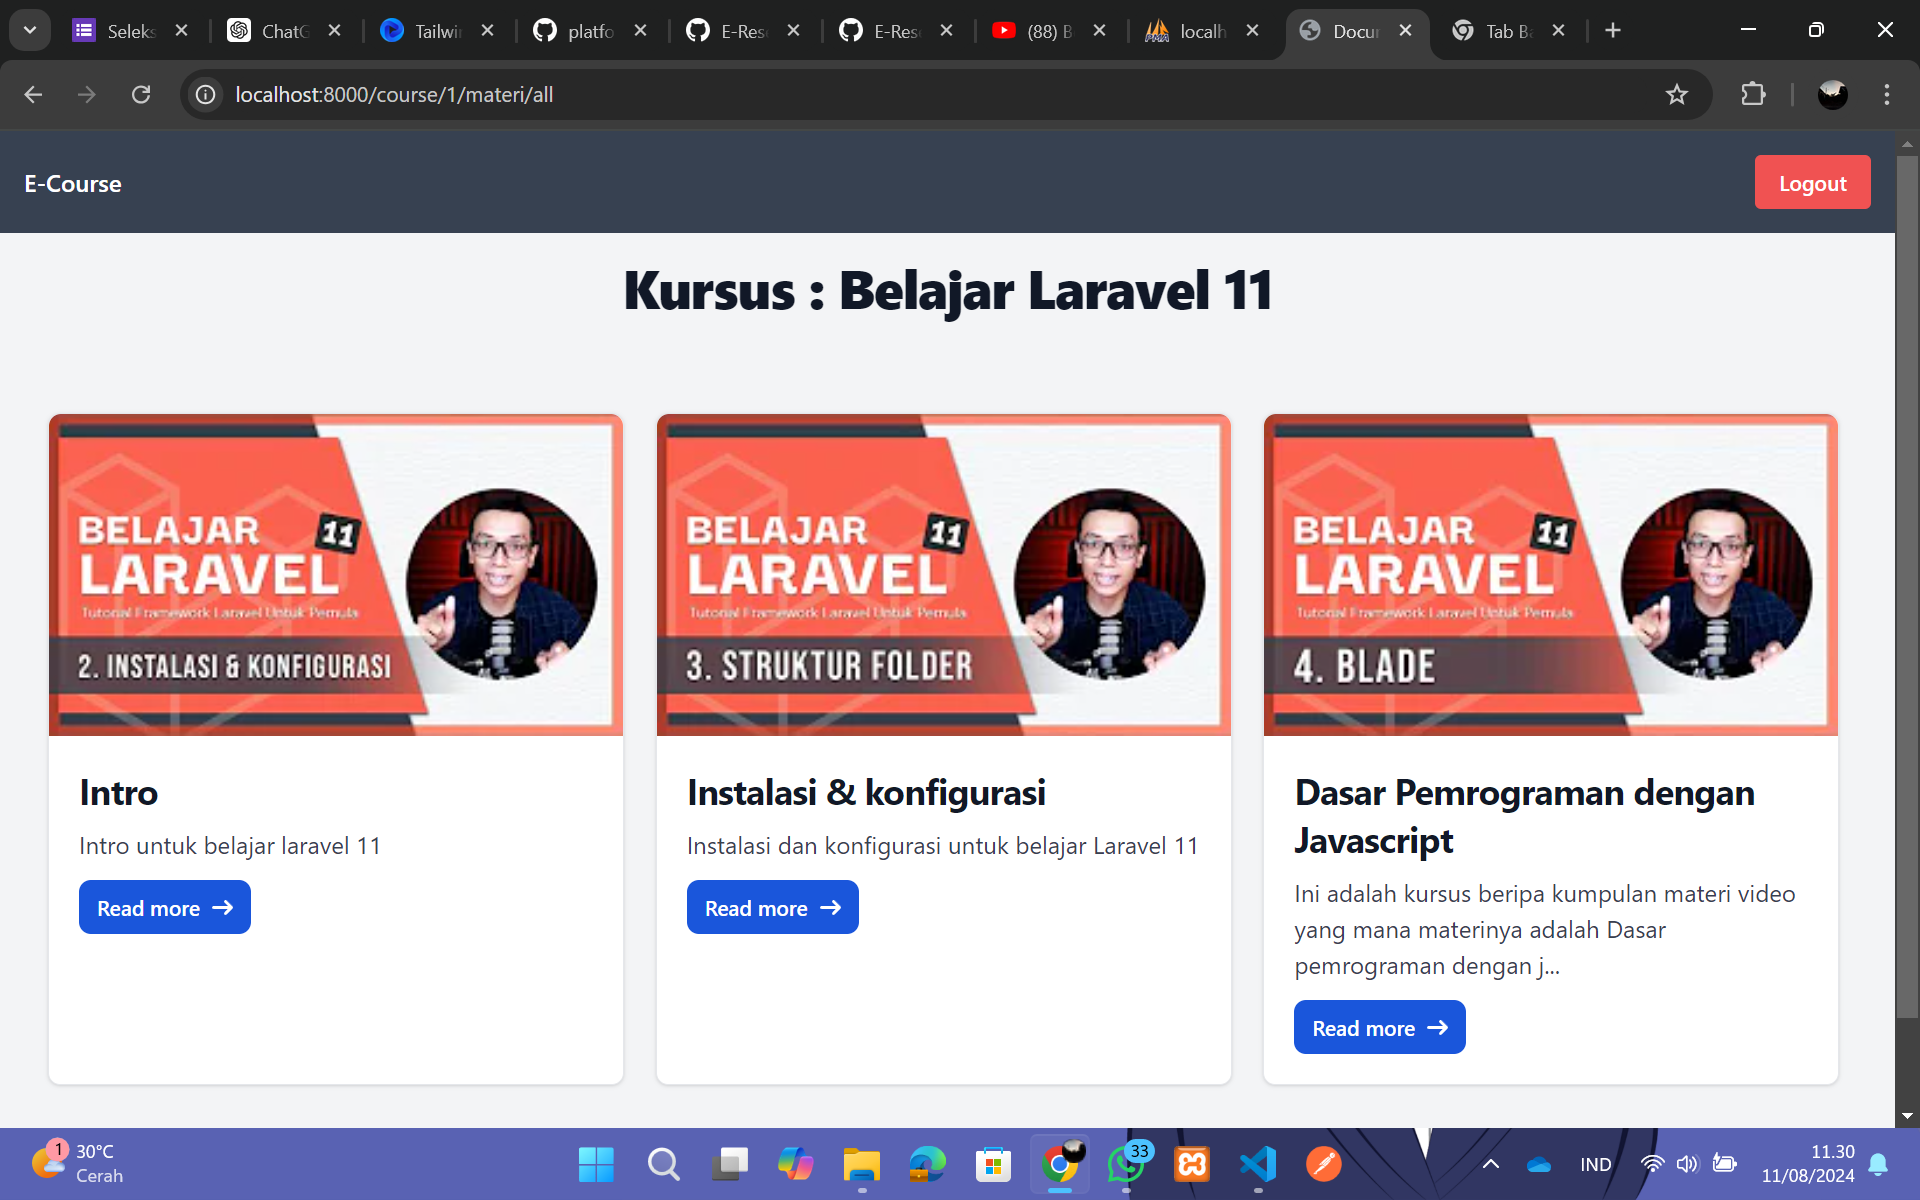 Seleks
ChatG
Tailwi
platfo
E-Res
E-Res
(88) B
localh
Docu
Tab Ba
localhost:8000/course/1/materi/all
E-Course
Logout
Kursus : Belajar Laravel 11
BELAJAR 11
LARAVEL
Tutorial Framework Laravel Untuk Pemula
2. INSTALASI & KONFIGURASI
BELAJAR 11
LARAVEL
Tutorial Framework Laravel Untuk Pemula
3. STRUKTUR FOLDER
BELAJAR 11
LARAVEL
Tutorial Framework Laravel Untuk Pemula
4. BLADE
Intro
Intro untuk belajar laravel 11
Read more
Instalasi & konfigurasi
Instalasi dan konfigurasi untuk belajar Laravel 11
Read more
Dasar Pemrograman dengan
Javascript
Ini adalah kursus beripa kumpulan materi video
yang mana materinya adalah Dasar
pemrograman dengan j...
Read more
1
30°C
Cerah
33
IND
11.30
11/08/2024